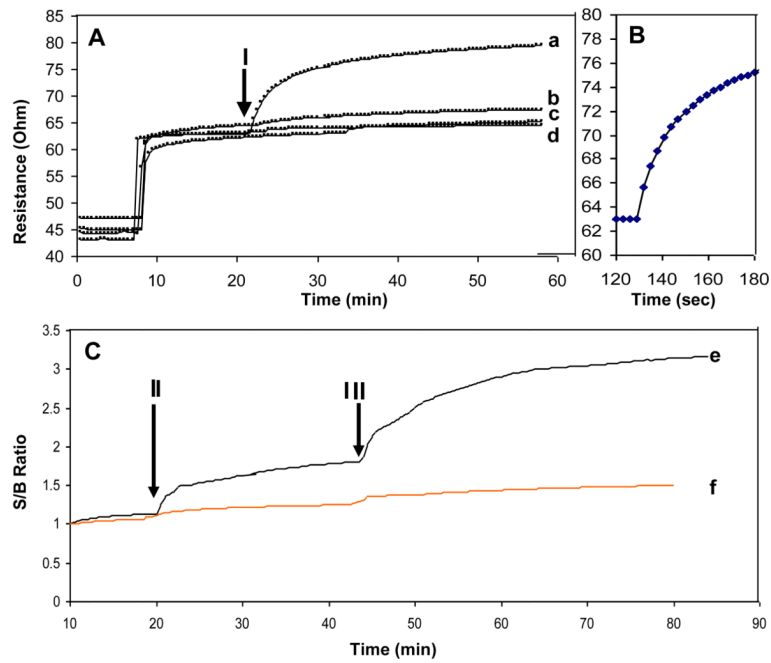 A
I
a
b
c
d
85
80
75
70
65
60
55
50
45
40
Resistance (Ohm)
0 10 20 30 40 50 60
Time (min)
B
80
78
76
74
72
70
68
66
64
62
60
120 140 160 180
Time (sec)
C
II
I II
e
f
3.5
3
2.5
2
1.5
1
0.5
0
S/B Ratio
10 20 30 40 50 60 70 80 90
Time (min)